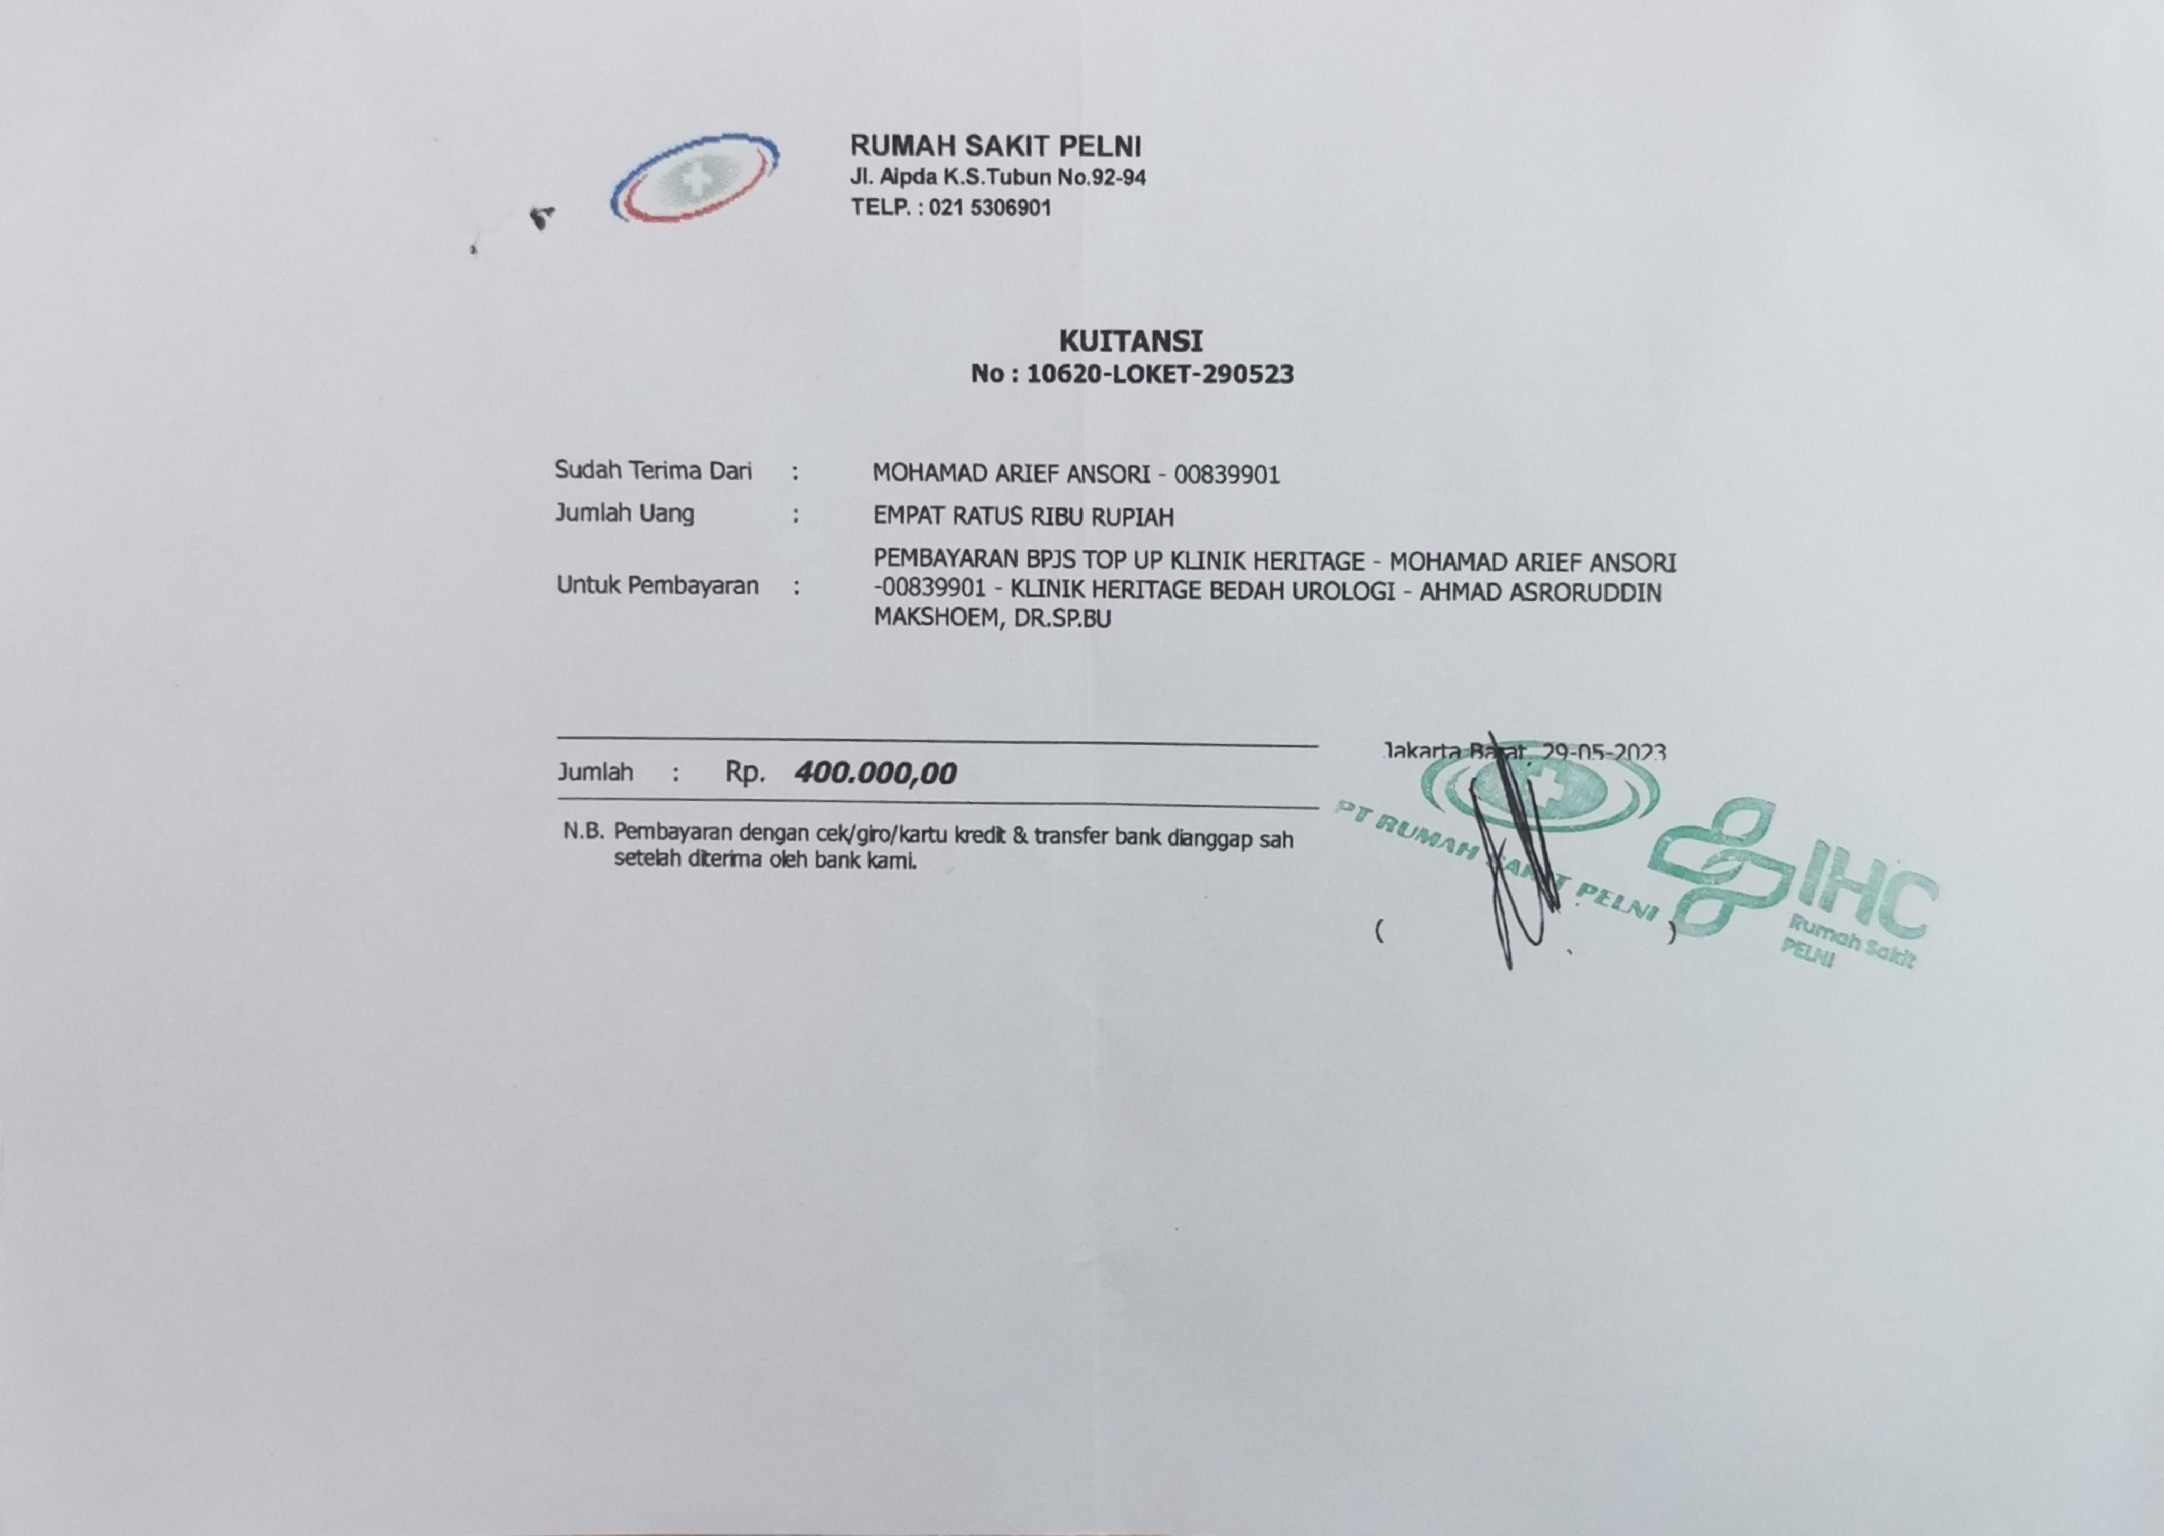 RUMAH SAKIT PELNI
Jl. Aipda K.S.Tubun No.92-94
TELP. : 021 5306901
KUITANSI
No : 10620-LOKET-290523
Sudah Terima Dari : MOHAMAD ARIEF ANSORI - 00839901
Jumlah Uang : EMPAT RATUS RIBU RUPIAH
Untuk Pembayaran : PEMBAYARAN BPJS TOP UP KLINIK HERITAGE - MOHAMAD ARIEF ANSORI
-00839901 - KLINIK HERITAGE BEDAH UROLOGI - AHMAD ASRORUDDIN
MAKSHOEM, DR.SP.BU
Jakarta Barat, 29-05-2023
Jumlah : Rp. 400.000,00
N.B. Pembayaran dengan cek/giro/kartu kredit & transfer bank dianggap sah
setelah diterima oleh bank kami.
PT RUMAH SAKIT PELNI
IHC
Rumah Sakit
PELNI
( )